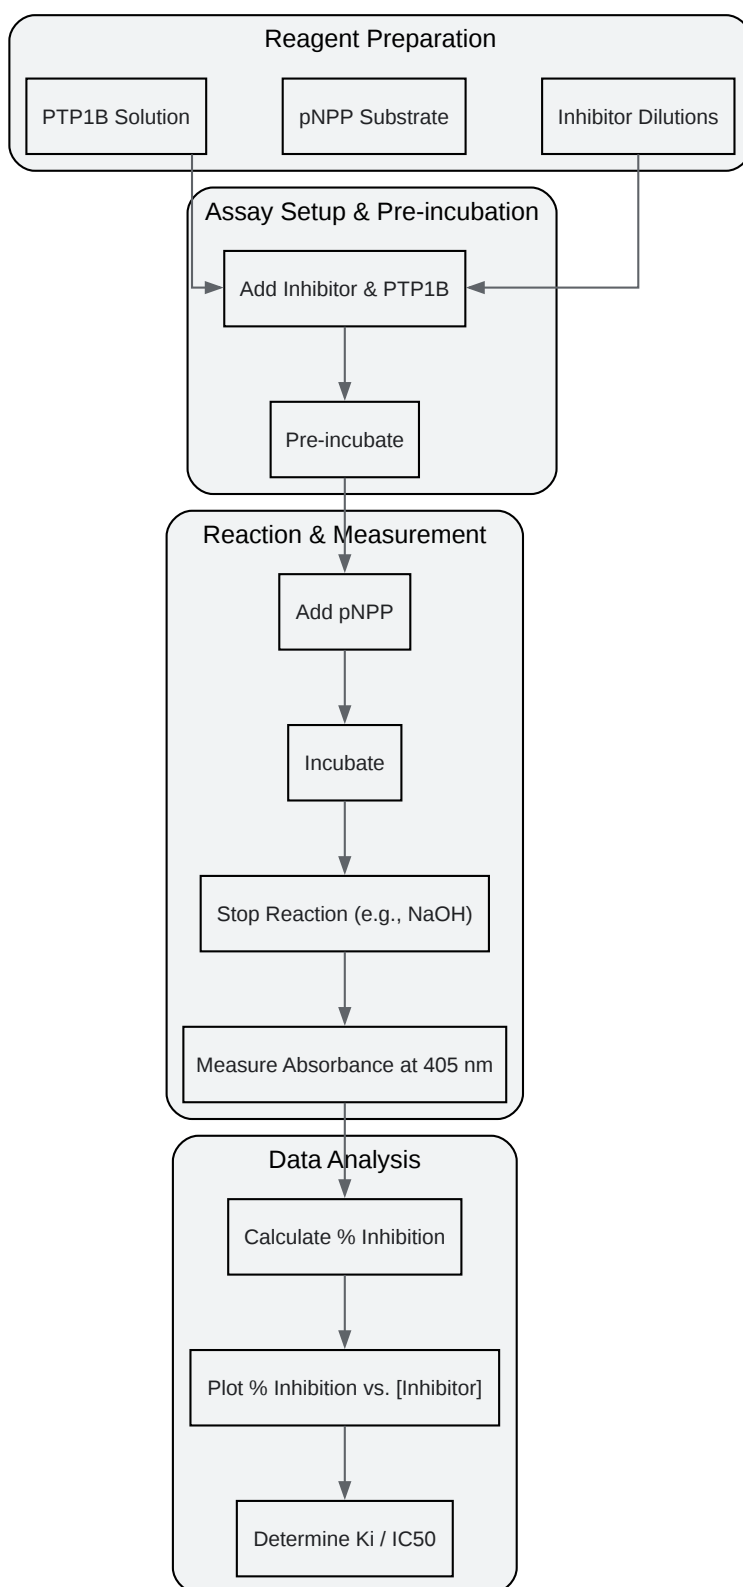 Reagent Preparation
PTP1B Solution
pNPP Substrate
Inhibitor Dilutions
Assay Setup & Pre-incubation
Add Inhibitor & PTP1B
Pre-incubate
Reaction & Measurement
Add pNPP
Incubate
Stop Reaction (e.g., NaOH)
Measure Absorbance at 405 nm
Data Analysis
Calculate % Inhibition
Plot % Inhibition vs. [Inhibitor]
Determine Ki / IC50